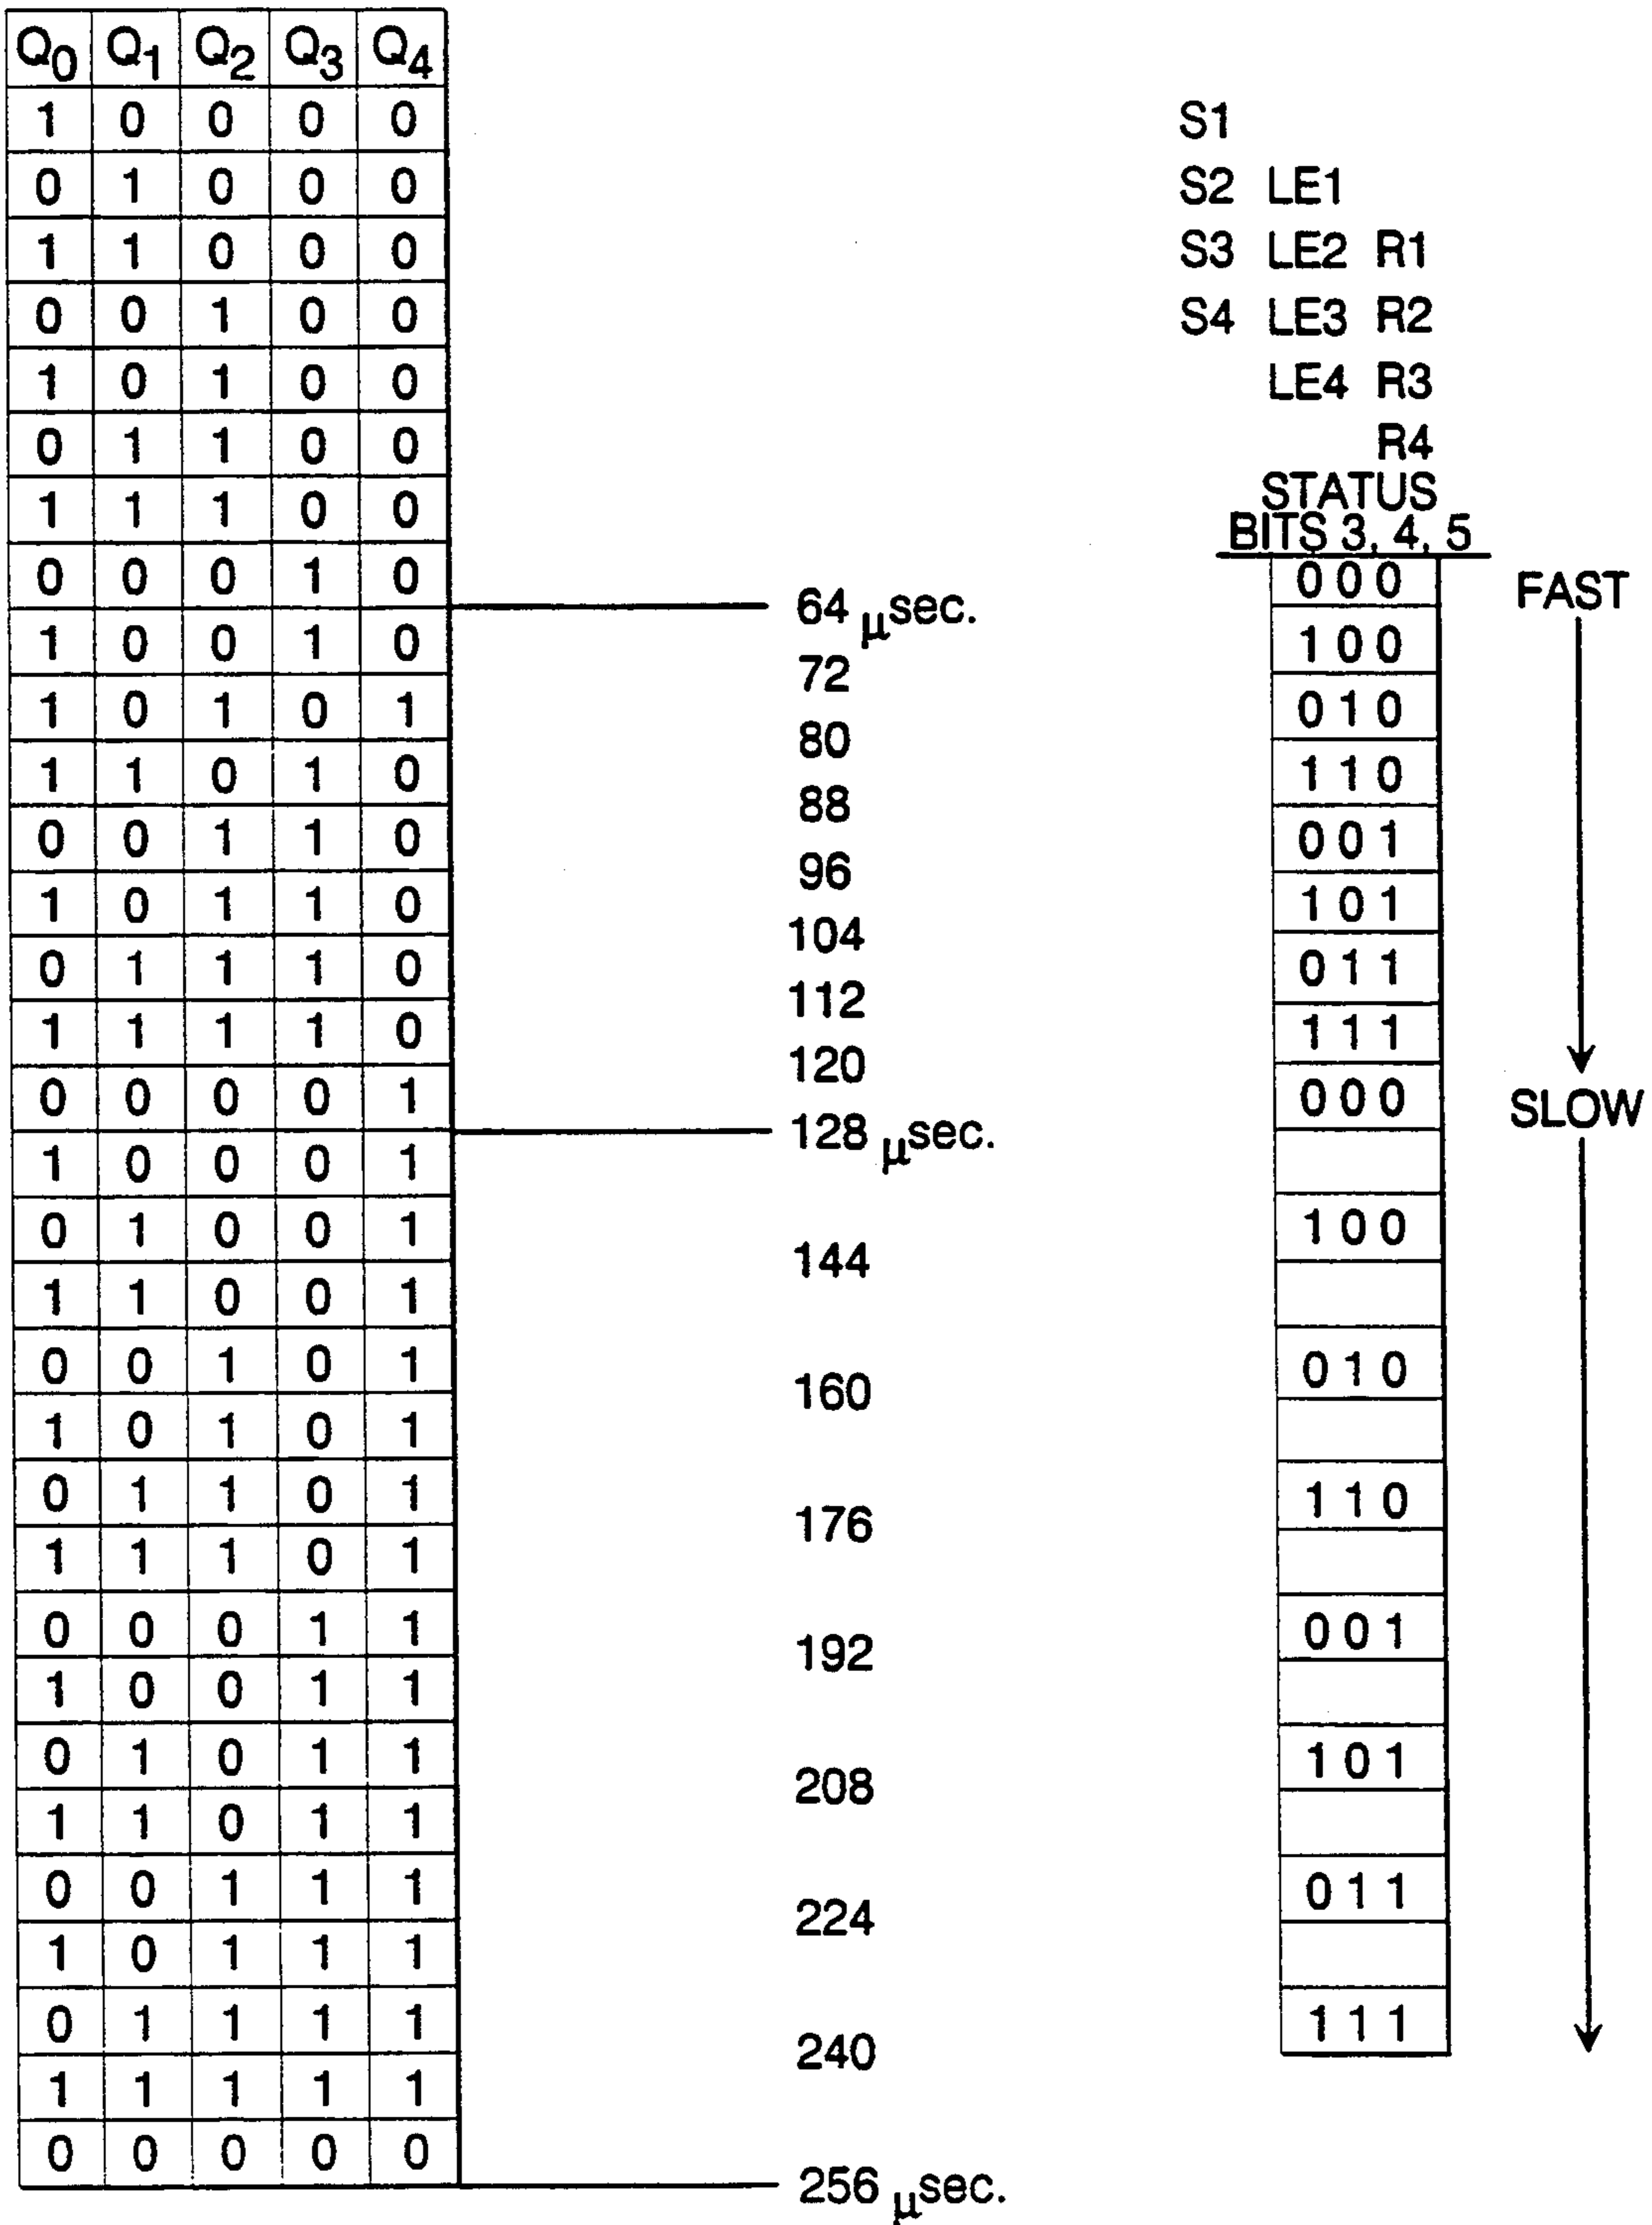 Q0 Q1 Q2 Q3 Q4
1 0 0 0 0 S1
0 1 0 0 0 S2 LE1
1 1 0 0 0 S3 LE2 R1
0 0 1 0 0 S4 LE3 R2
1 0 1 0 0 LE4 R3
0 1 1 0 0 R4
STATUS
1 1 1 0 0 BITS 3, 4, 5
0 0 0 1 0 0 0 0 FAST
64 μsec.
1 0 0 1 0 1 0 0
72
1 0 1 0 1 0 1 0
80
1 1 0 1 0 1 1 0
88
0 0 1 1 0 0 0 1
96
1 0 1 1 0 1 0 1
104
0 1 1 1 0 0 1 1
112
1 1 1 1 0 1 1 1
120
0 0 0 0 1 0 0 0 SLOW
128 μsec.
1 0 0 0 1
0 1 0 0 1 1 0 0
144
1 1 0 0 1
0 0 1 0 1 0 1 0
160
1 0 1 0 1
0 1 1 0 1 1 1 0
176
1 1 1 0 1
0 0 0 1 1 0 0 1
192
1 0 0 1 1
0 1 0 1 1 1 0 1
208
1 1 0 1 1
0 0 1 1 1 0 1 1
224
1 0 1 1 1
0 1 1 1 1 1 1 1
240
1 1 1 1 1
0 0 0 0 0
256 μsec.